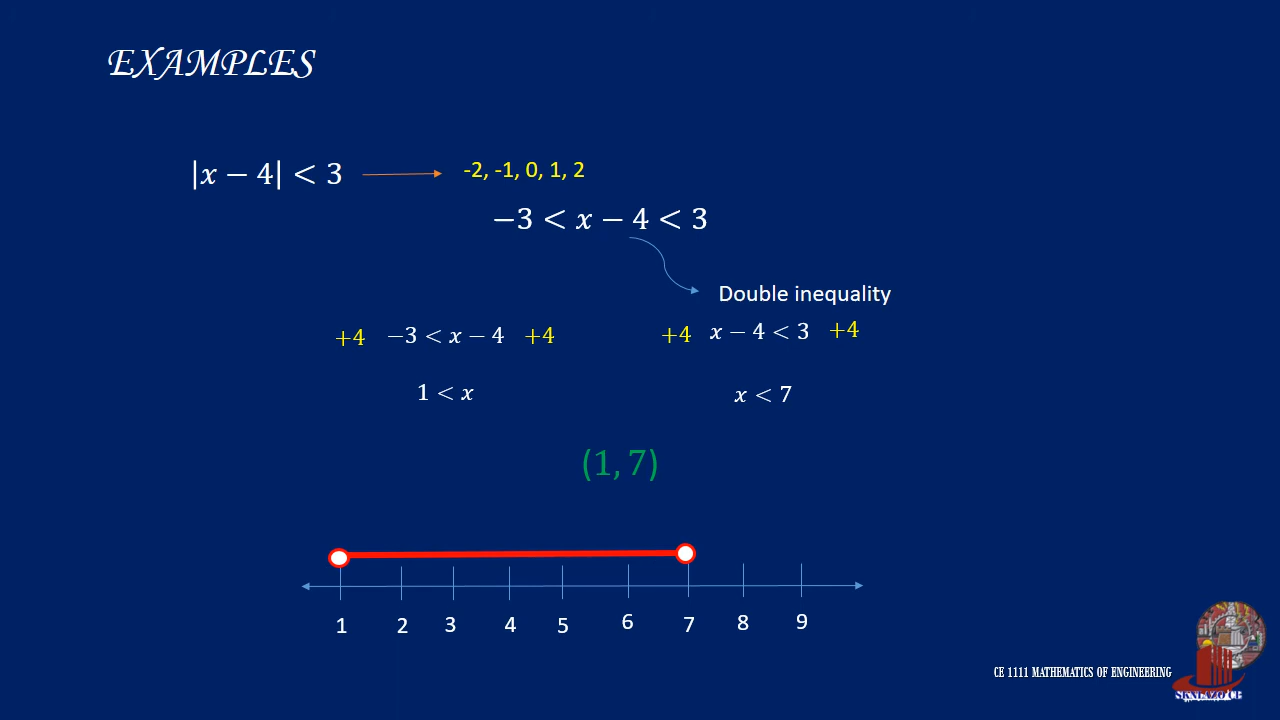 EXAMPLES
|x − 4| < 3
-2, -1, 0, 1, 2
−3 < x − 4 < 3
Double inequality
+4 −3 < x − 4 +4
+4 x − 4 < 3 +4
1 < x
x < 7
(1, 7)
1 2 3 4 5 6 7 8 9
CE 1111 MATHEMATICS OF ENGINEERING